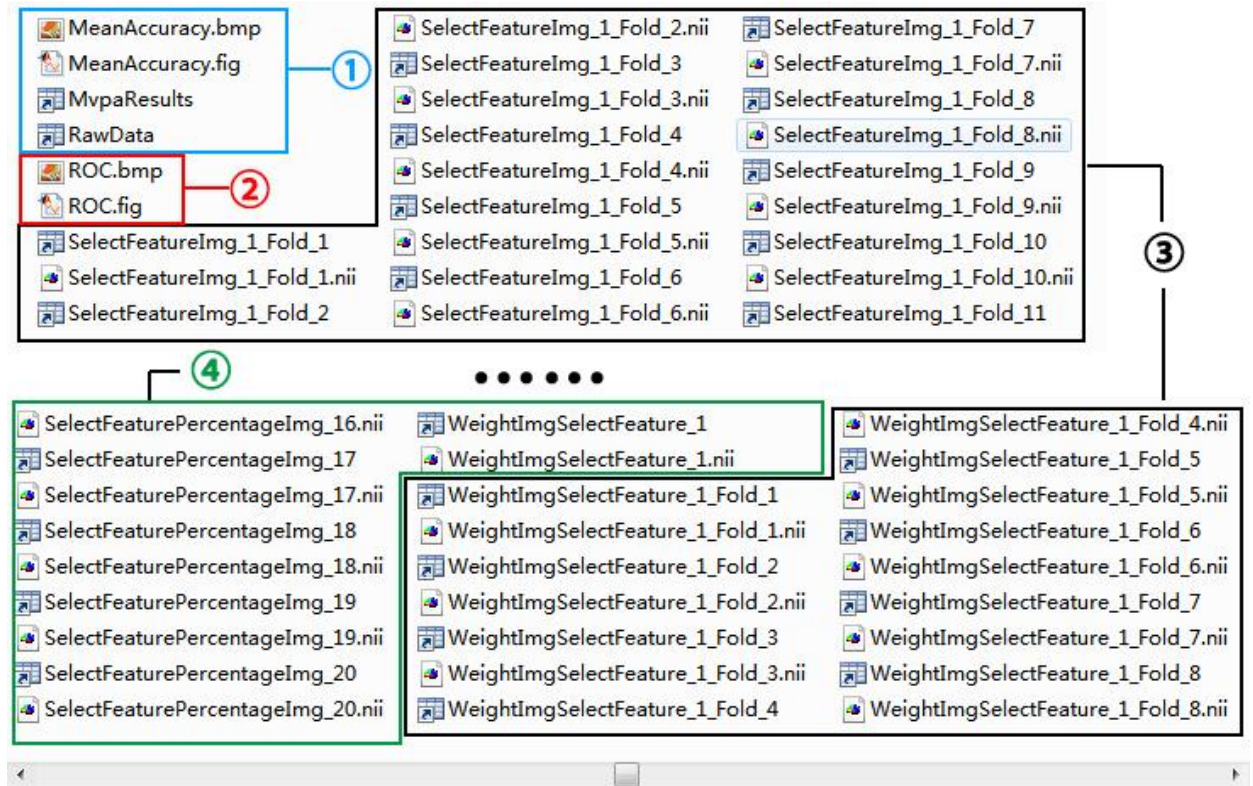 MeanAccuracy.bmp
MeanAccuracy.fig
MvpaResults
RawData
①
ROC.bmp
ROC.fig
②
SelectFeatureImg_1_Fold_1
SelectFeatureImg_1_Fold_1.nii
SelectFeatureImg_1_Fold_2
SelectFeatureImg_1_Fold_2.nii
SelectFeatureImg_1_Fold_3
SelectFeatureImg_1_Fold_3.nii
SelectFeatureImg_1_Fold_4
SelectFeatureImg_1_Fold_4.nii
SelectFeatureImg_1_Fold_5
SelectFeatureImg_1_Fold_5.nii
SelectFeatureImg_1_Fold_6
SelectFeatureImg_1_Fold_6.nii
SelectFeatureImg_1_Fold_7
SelectFeatureImg_1_Fold_7.nii
SelectFeatureImg_1_Fold_8
SelectFeatureImg_1_Fold_8.nii
SelectFeatureImg_1_Fold_9
SelectFeatureImg_1_Fold_9.nii
SelectFeatureImg_1_Fold_10
SelectFeatureImg_1_Fold_10.nii
SelectFeatureImg_1_Fold_11
③
④
••••••
SelectFeaturePercentageImg_16.nii
SelectFeaturePercentageImg_17
SelectFeaturePercentageImg_17.nii
SelectFeaturePercentageImg_18
SelectFeaturePercentageImg_18.nii
SelectFeaturePercentageImg_19
SelectFeaturePercentageImg_19.nii
SelectFeaturePercentageImg_20
SelectFeaturePercentageImg_20.nii
WeightImgSelectFeature_1
WeightImgSelectFeature_1.nii
WeightImgSelectFeature_1_Fold_1
WeightImgSelectFeature_1_Fold_1.nii
WeightImgSelectFeature_1_Fold_2
WeightImgSelectFeature_1_Fold_2.nii
WeightImgSelectFeature_1_Fold_3
WeightImgSelectFeature_1_Fold_3.nii
WeightImgSelectFeature_1_Fold_4
WeightImgSelectFeature_1_Fold_4.nii
WeightImgSelectFeature_1_Fold_5
WeightImgSelectFeature_1_Fold_5.nii
WeightImgSelectFeature_1_Fold_6
WeightImgSelectFeature_1_Fold_6.nii
WeightImgSelectFeature_1_Fold_7
WeightImgSelectFeature_1_Fold_7.nii
WeightImgSelectFeature_1_Fold_8
WeightImgSelectFeature_1_Fold_8.nii